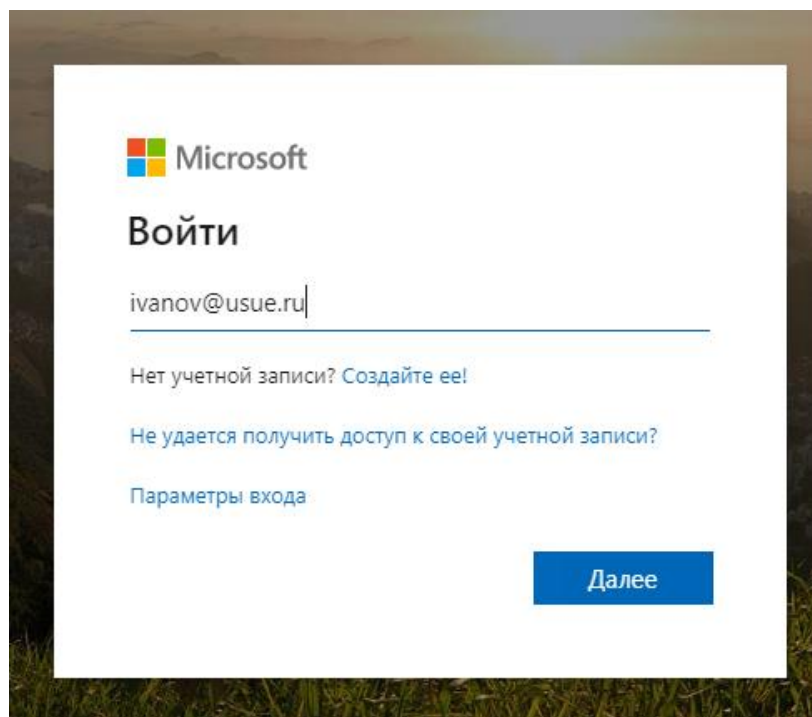 Microsoft
Войти
ivanov@usue.ru
Нет учетной записи? Создайте ее!
Не удается получить доступ к своей учетной записи?
Параметры входа
Далее